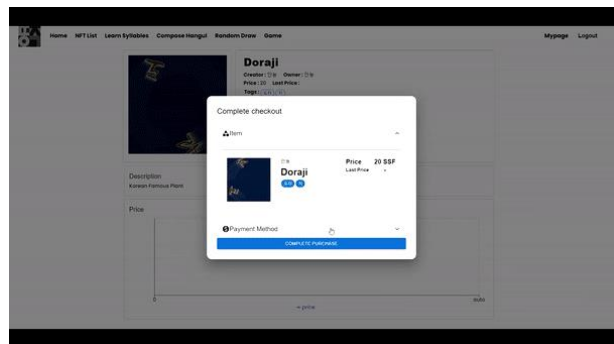 Home NFT List Learn Syllables Compose Hangul Random Draw Game Mypage Logout
Doraji
Price : 20 Last Price :
Tags :
Complete checkout
Item
Doraji
Price 20 SSF
Last Price -
Payment Method
COMPLETE PURCHASE
Description
Korean Famous Plant
Price
0 auto
price